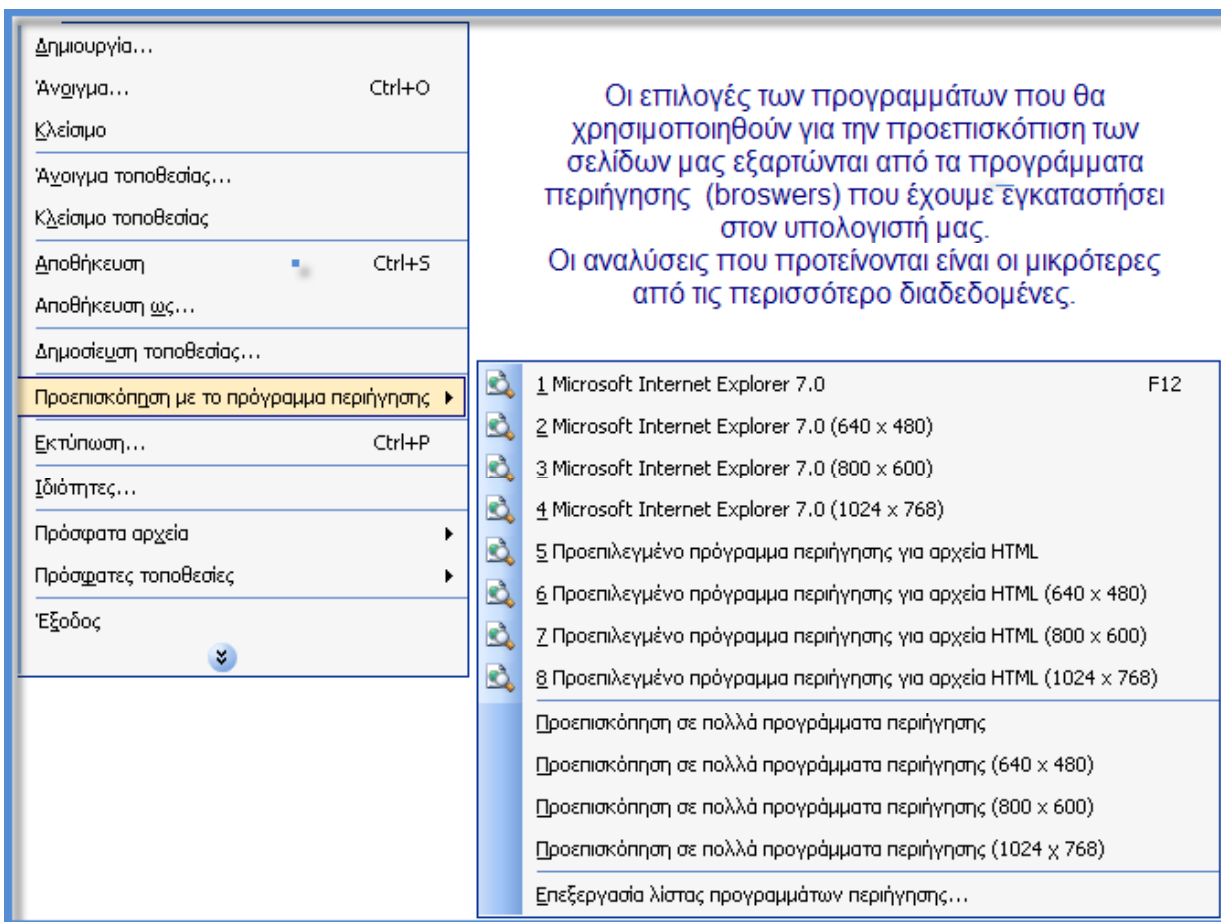 Δημιουργία...
Άνοιγμα... Ctrl+O
Κλείσιμο
Άνοιγμα τοποθεσίας...
Κλείσιμο τοποθεσίας
Αποθήκευση Ctrl+S
Αποθήκευση ως...
Δημοσίευση τοποθεσίας...
Προεπισκόπηση με το πρόγραμμα περιήγησης
Εκτύπωση... Ctrl+P
Ιδιότητες...
Πρόσφατα αρχεία
Πρόσφατες τοποθεσίες
Έξοδος
Οι επιλογές των προγραμμάτων που θα
χρησιμοποιηθούν για την προεπισκόπιση των
σελίδων μας εξαρτώνται από τα προγράμματα
περιήγησης (broswers) που έχουμε εγκαταστήσει
στον υπολογιστή μας.
Οι αναλύσεις που προτείνονται είναι οι μικρότερες
από τις περισσότερο διαδεδομένες.
1 Microsoft Internet Explorer 7.0 F12
2 Microsoft Internet Explorer 7.0 (640 x 480)
3 Microsoft Internet Explorer 7.0 (800 x 600)
4 Microsoft Internet Explorer 7.0 (1024 x 768)
5 Προεπιλεγμένο πρόγραμμα περιήγησης για αρχεία HTML
6 Προεπιλεγμένο πρόγραμμα περιήγησης για αρχεία HTML (640 x 480)
7 Προεπιλεγμένο πρόγραμμα περιήγησης για αρχεία HTML (800 x 600)
8 Προεπιλεγμένο πρόγραμμα περιήγησης για αρχεία HTML (1024 x 768)
Προεπισκόπηση σε πολλά προγράμματα περιήγησης
Προεπισκόπηση σε πολλά προγράμματα περιήγησης (640 x 480)
Προεπισκόπηση σε πολλά προγράμματα περιήγησης (800 x 600)
Προεπισκόπηση σε πολλά προγράμματα περιήγησης (1024 χ 768)
Επεξεργασία λίστας προγραμμάτων περιήγησης...